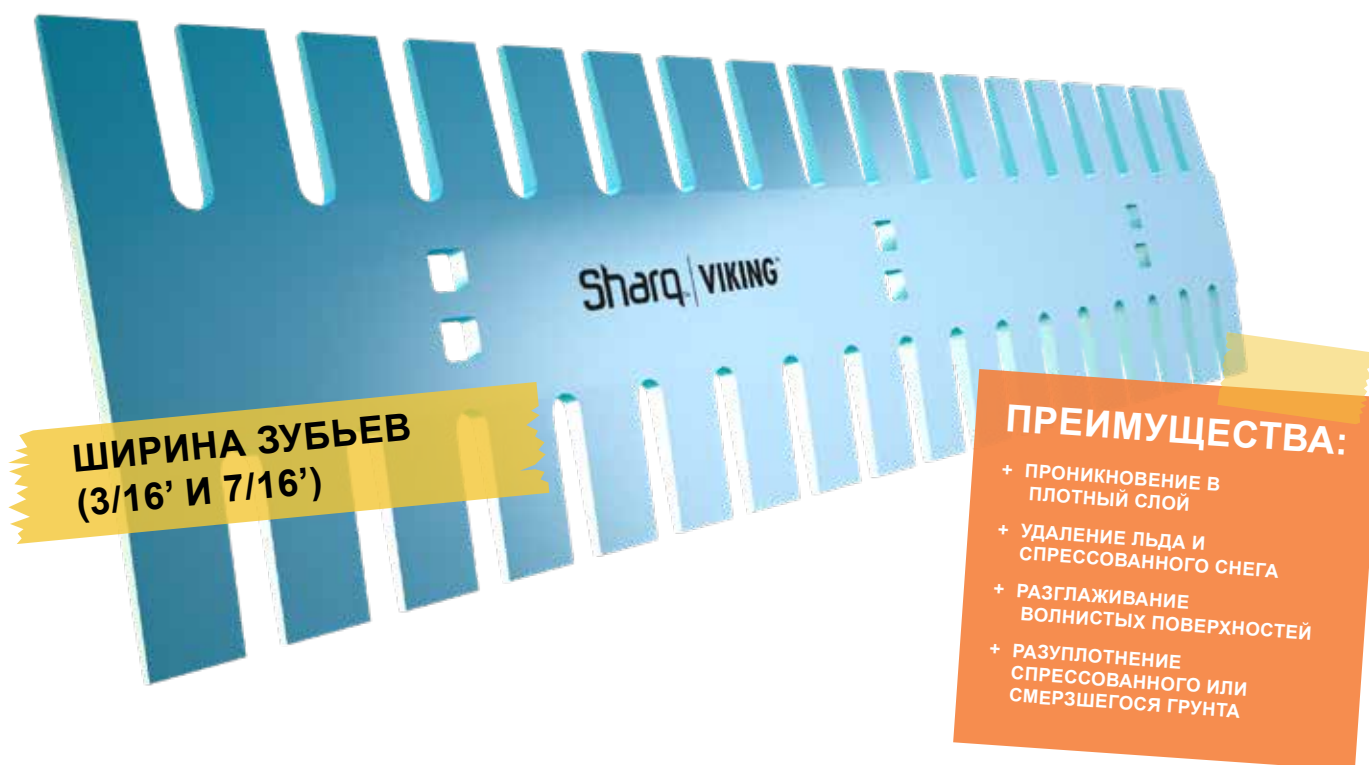 Sharq | VIKING
ШИРИНА ЗУБЬЕВ
(3/16’ И 7/16’)
ПРЕИМУЩЕСТВА:
+ ПРОНИКНОВЕНИЕ В
ПЛОТНЫЙ СЛОЙ
+ УДАЛЕНИЕ ЛЬДА И
СПРЕССОВАННОГО СНЕГА
+ РАЗГЛАЖИВАНИЕ
ВОЛНИСТЫХ ПОВЕРХНОСТЕЙ
+ РАЗУПЛОТНЕНИЕ
СПРЕССОВАННОГО ИЛИ
СМЕРЗШЕГОСЯ ГРУНТА